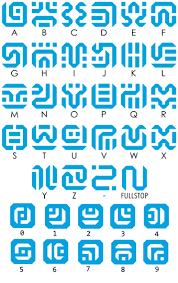 A B C D E F
G H I J K L
M N O P Q R
S T U V W X
Y Z - FULLSTOP
0 1 2 3 4
5 6 7 8 9